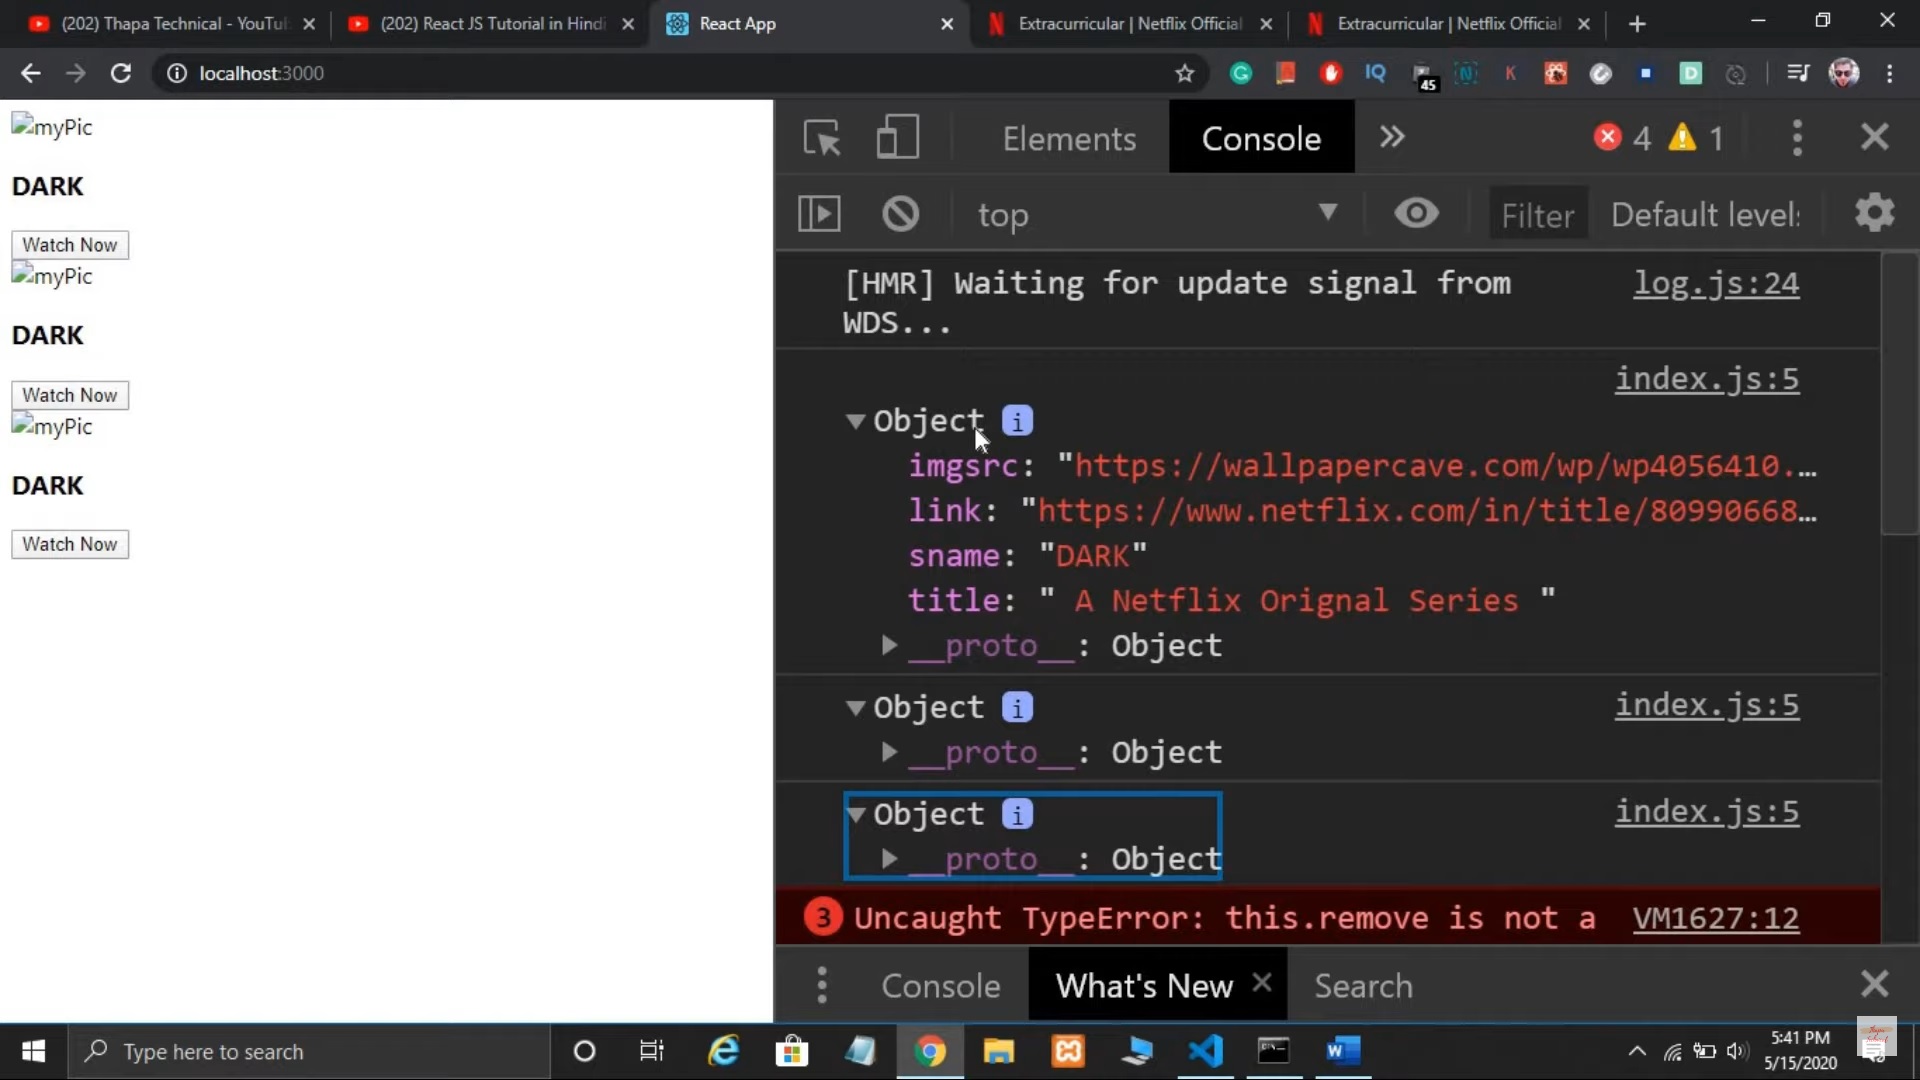 (202) Thapa Technical - YouTu
(202) React JS Tutorial in Hindi
React App
Extracurricular | Netflix Official
Extracurricular | Netflix Official
localhost:3000
45
myPic
DARK
Watch Now
myPic
DARK
Watch Now
myPic
DARK
Watch Now
Elements
Console
4
1
top
Filter
Default level
[HMR] Waiting for update signal from
WDS...
log.js:24
index.js:5
Object i
imgsrc: "https://wallpapercave.com/wp/wp4056410.…
link: "https://www.netflix.com/in/title/80990668…
sname: "DARK"
title: " A Netflix Orignal Series "
__proto__: Object
Object i
index.js:5
__proto__: Object
Object i
index.js:5
__proto__: Object
3 Uncaught TypeError: this.remove is not a
VM1627:12
Console
What's New
Search
Type here to search
5:41 PM
5/15/2020